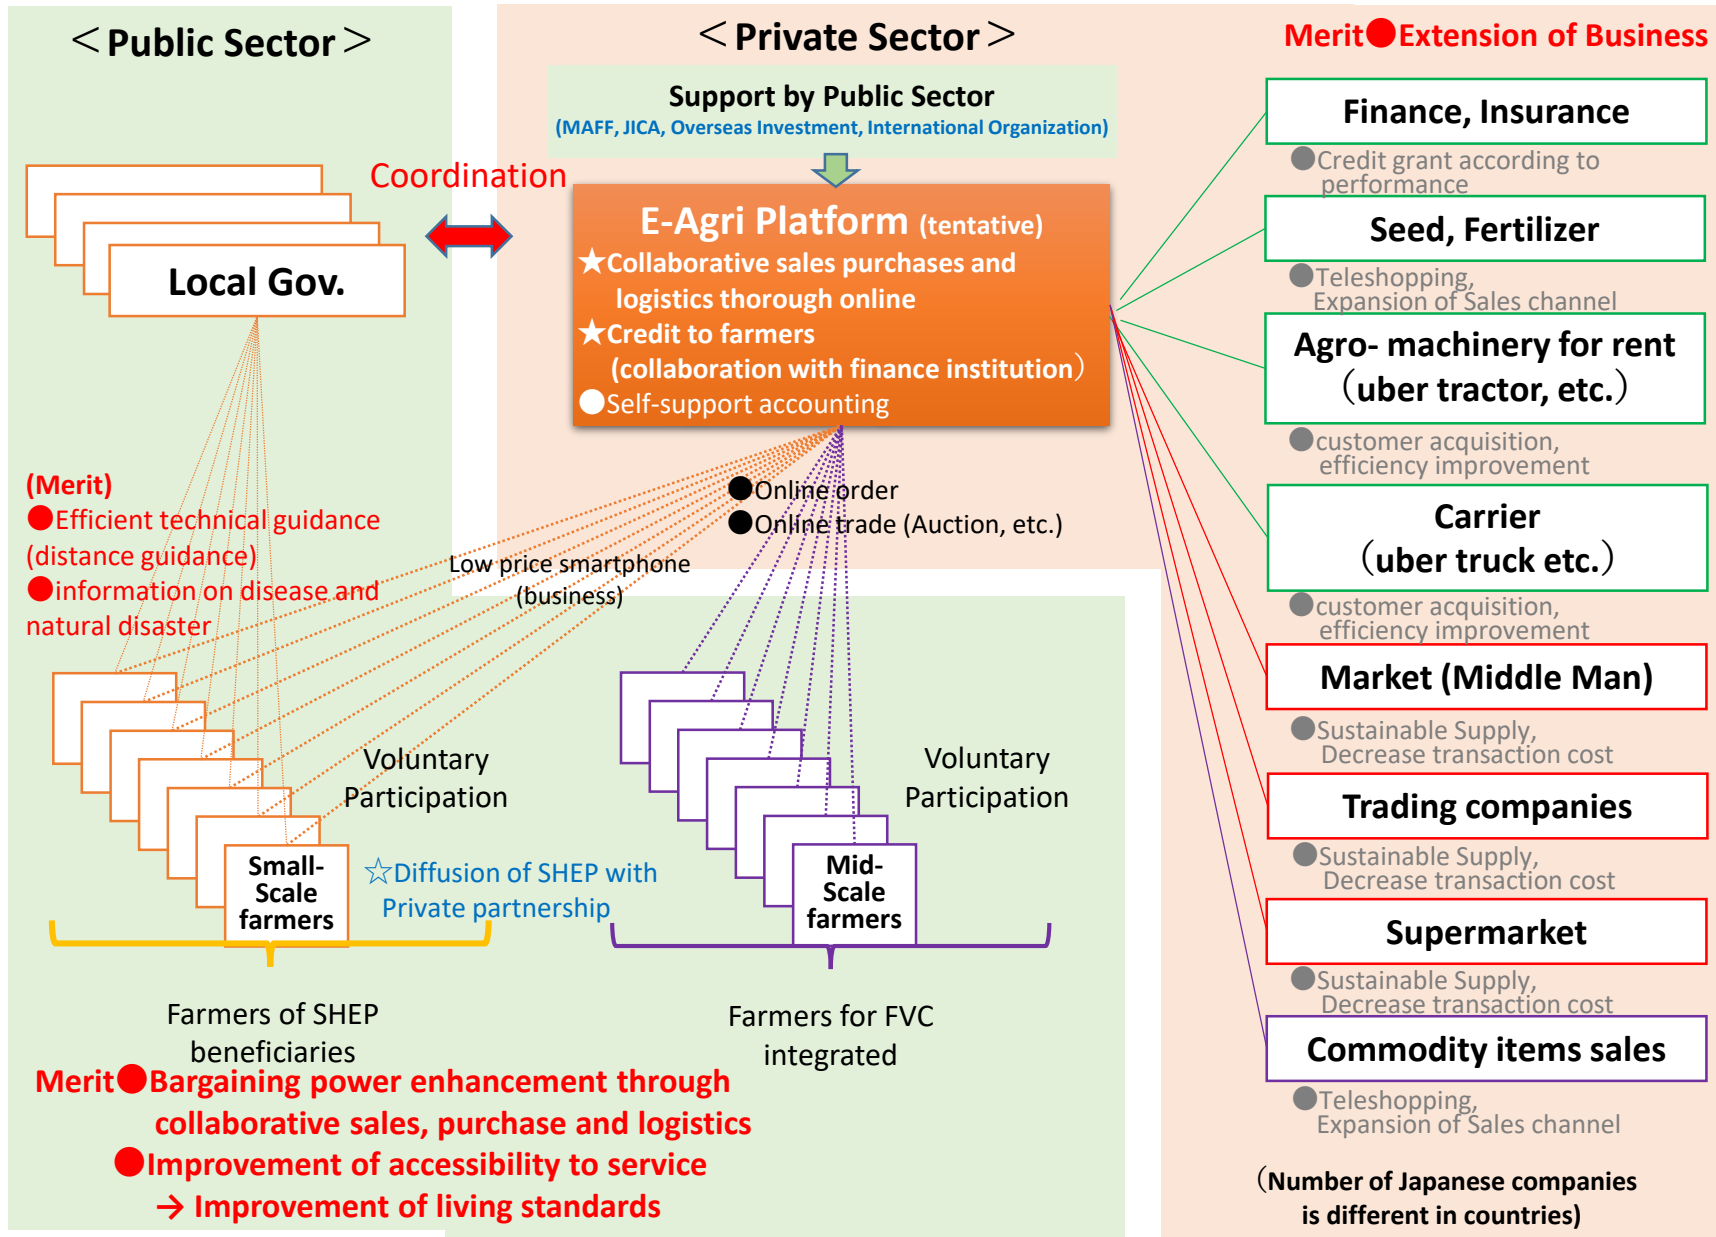 ＜Public Sector＞
＜Private Sector＞
Merit●Extension of Business
Support by Public Sector
(MAFF, JICA, Overseas Investment, International Organization)
Coordination
Local Gov.
E-Agri Platform (tentative)
★Collaborative sales purchases and
logistics thorough online
★Credit to farmers
(collaboration with finance institution）
●Self-support accounting
Finance, Insurance
●Credit grant according to
performance
Seed, Fertilizer
●Teleshopping,
Expansion of Sales channel
Agro- machinery for rent
（uber tractor, etc.）
●customer acquisition,
efficiency improvement
Carrier
（uber truck etc.）
●customer acquisition,
efficiency improvement
Market (Middle Man)
●Sustainable Supply,
Decrease transaction cost
Trading companies
●Sustainable Supply,
Decrease transaction cost
Supermarket
●Sustainable Supply,
Decrease transaction cost
Commodity items sales
●Teleshopping,
Expansion of Sales channel
（Number of Japanese companies
is different in countries)
(Merit)
●Efficient technical guidance
(distance guidance)
●information on disease and
natural disaster
●Online order
●Online trade (Auction, etc.)
Low price smartphone
(business)
Voluntary
Participation
Voluntary
Participation
Small-
Scale
farmers
☆Diffusion of SHEP with
Private partnership
Mid-
Scale
farmers
Farmers of SHEP
beneficiaries
Farmers for FVC
integrated
Merit●Bargaining power enhancement through
collaborative sales, purchase and logistics
●Improvement of accessibility to service
→ Improvement of living standards